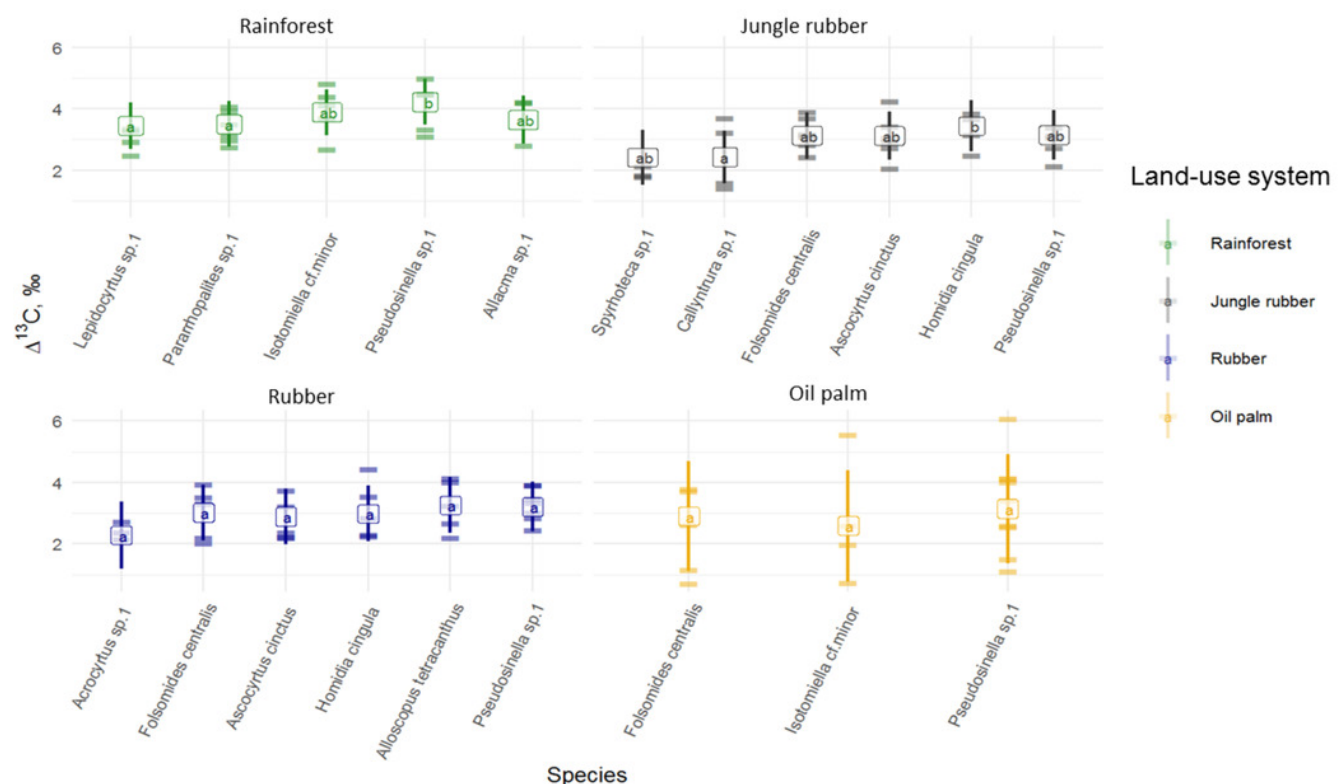 Rainforest
Jungle rubber
6
4
2
a
a
ab
b
ab
ab
a
ab
ab
b
ab
Lepidocyrtus sp.1
Pararrhopalites sp.1
Isotomiella cf.minor
Pseudosinella sp.1
Allacma sp.1
Spyrhoteca sp.1
Callyntrura sp.1
Folsomides centralis
Ascocyrtus cinctus
Homidia cingula
Pseudosinella sp.1
Δ¹³C, ‰
Rubber
Oil palm
6
4
2
a
a
a
a
a
a
a
a
a
Acrocyrtus sp.1
Folsomides centralis
Ascocyrtus cinctus
Homidia cingula
Alloscopus tetracanthus
Pseudosinella sp.1
Folsomides centralis
Isotomiella cf.minor
Pseudosinella sp.1
Species
Land-use system
a Rainforest
a Jungle rubber
a Rubber
a Oil palm